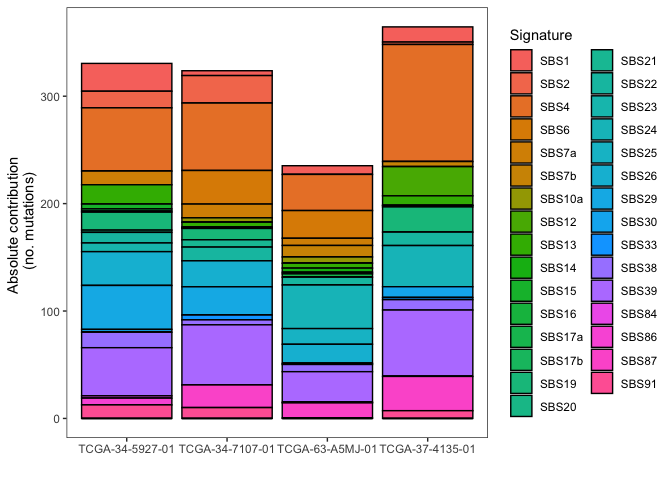 Absolute contribution
(no. mutations)
300
200
100
0
TCGA-34-5927-01 TCGA-34-7107-01 TCGA-63-A5MJ-01 TCGA-37-4135-01
Signature
SBS1
SBS2
SBS4
SBS6
SBS7a
SBS7b
SBS10a
SBS12
SBS13
SBS14
SBS15
SBS16
SBS17a
SBS17b
SBS19
SBS20
SBS21
SBS22
SBS23
SBS24
SBS25
SBS26
SBS29
SBS30
SBS33
SBS38
SBS39
SBS84
SBS86
SBS87
SBS91